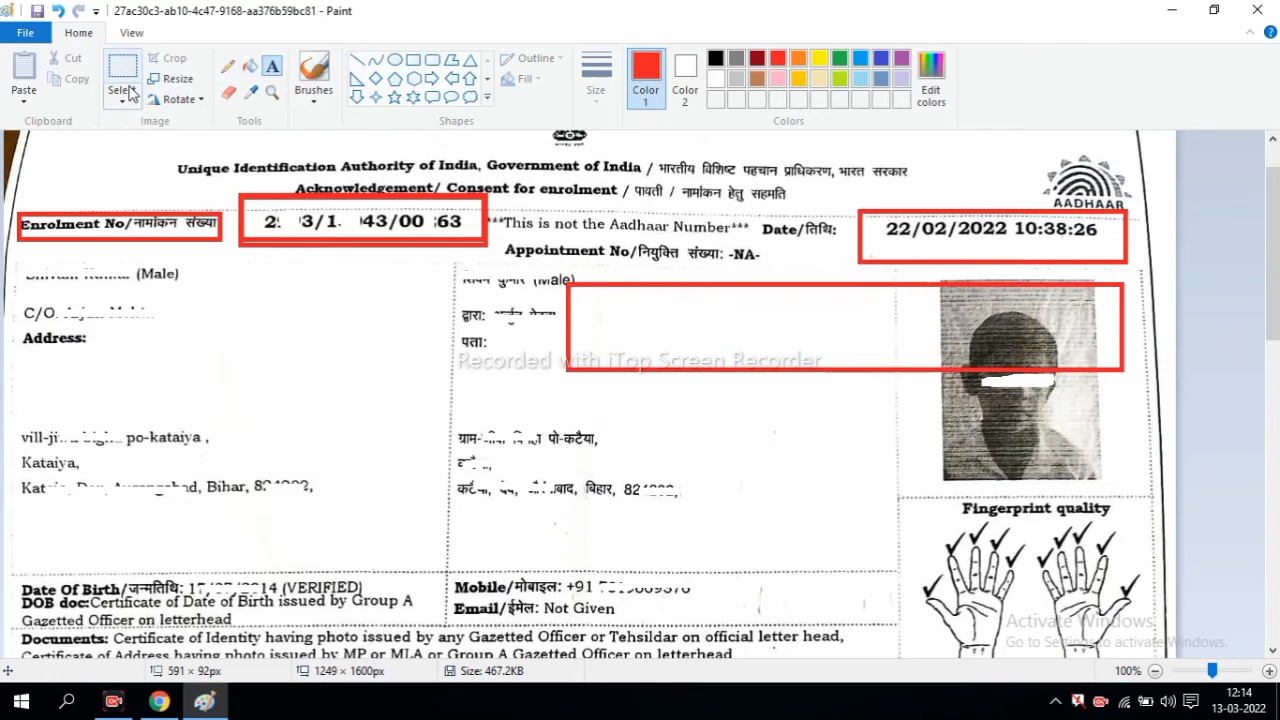 27ac30c3-ab10-4c47-9168-aa376b59bc81 - Paint
File Home View
Paste Cut Copy
Clipboard
Select Crop Resize Rotate
Image
A
Tools
Brushes
Shapes
Outline Fill
Size
Color 1 Color 2
Edit colors
Colors
Unique Identification Authority of India, Government of India / भारतीय विशिष्ट पहचान प्राधिकरण, भारत सरकार
Acknowledgement/ Consent for enrolment / पावती / नामांकन हेतु सहमति
AADHAAR
Enrolment No/नामांकन संख्या ***This is not the Aadhaar Number*** Date/तिथि: 22/02/2022 10:38:26
Appointment No/नियुक्ति संख्या: -NA-
(Male) (Male)
C/O. द्वारा:
Address: पता:
Recorded with iTop Screen Recorder
po-kataiya , पो-कटैया,
Kataiya,
Bihar, बिहार,
Date Of Birth/जन्मतिथि: (VERIFIED) Mobile/मोबाइल: +91
DOB doc:Certificate of Date of Birth issued by Group A
Gazetted Officer on letterhead
Email/ईमेल: Not Given
Fingerprint quality
Documents: Certificate of Identity having photo issued by any Gazetted Officer or Tehsildar on official letter head,
Certificate of Address having photo issued by MP or MLA or Group A Gazetted Officer on letterhead
Activate Windows
Go to Settings to activate Windows.
591 × 92px 1249 × 1600px Size: 467.2KB 100%
12:14
13-03-2022